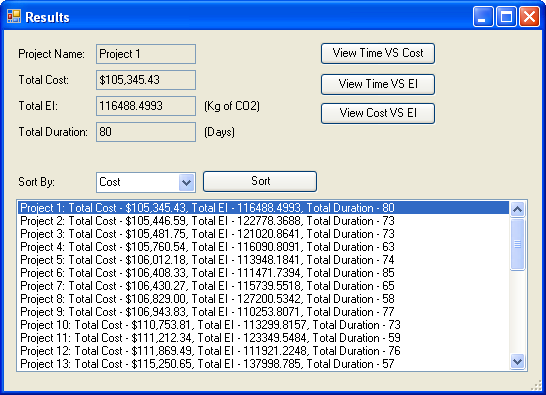 Results
Project Name: Project 1
View Time VS Cost
Total Cost: $105,345.43
View Time VS EI
Total EI: 116488.4993 (Kg of CO2)
View Cost VS EI
Total Duration: 80 (Days)
Sort By: Cost Sort
Project 1: Total Cost - $105,345.43, Total EI - 116488.4993, Total Duration - 80
Project 2: Total Cost - $105,446.59, Total EI - 122778.3688, Total Duration - 73
Project 3: Total Cost - $105,481.75, Total EI - 121020.8641, Total Duration - 73
Project 4: Total Cost - $105,760.54, Total EI - 116090.8091, Total Duration - 63
Project 5: Total Cost - $106,012.18, Total EI - 113948.1841, Total Duration - 74
Project 6: Total Cost - $106,408.33, Total EI - 111471.7394, Total Duration - 85
Project 7: Total Cost - $106,430.27, Total EI - 115739.5518, Total Duration - 65
Project 8: Total Cost - $106,829.00, Total EI - 127200.5342, Total Duration - 58
Project 9: Total Cost - $106,943.83, Total EI - 110253.8071, Total Duration - 77
Project 10: Total Cost - $110,753.81, Total EI - 113299.8157, Total Duration - 73
Project 11: Total Cost - $111,212.34, Total EI - 123349.5484, Total Duration - 59
Project 12: Total Cost - $111,869.49, Total EI - 111921.2248, Total Duration - 76
Project 13: Total Cost - $115,250.65, Total EI - 137998.785, Total Duration - 57